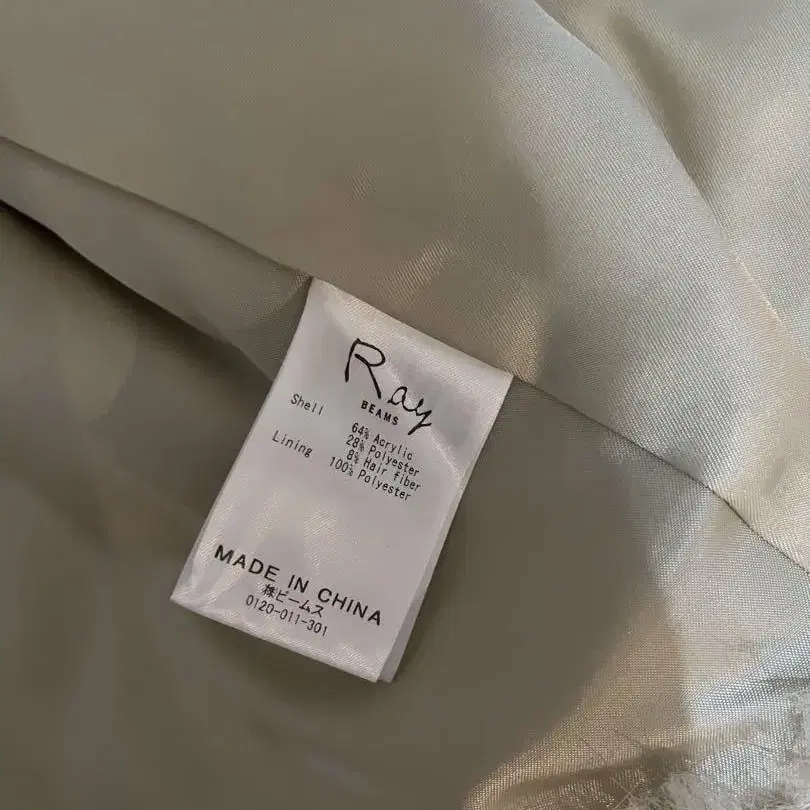 Ray
BEAMS
Shell 64% Acrylic
28% Polyester
8% Hair fiber
Lining 100% Polyester
MADE IN CHINA
㈱ビームス
0120-011-301